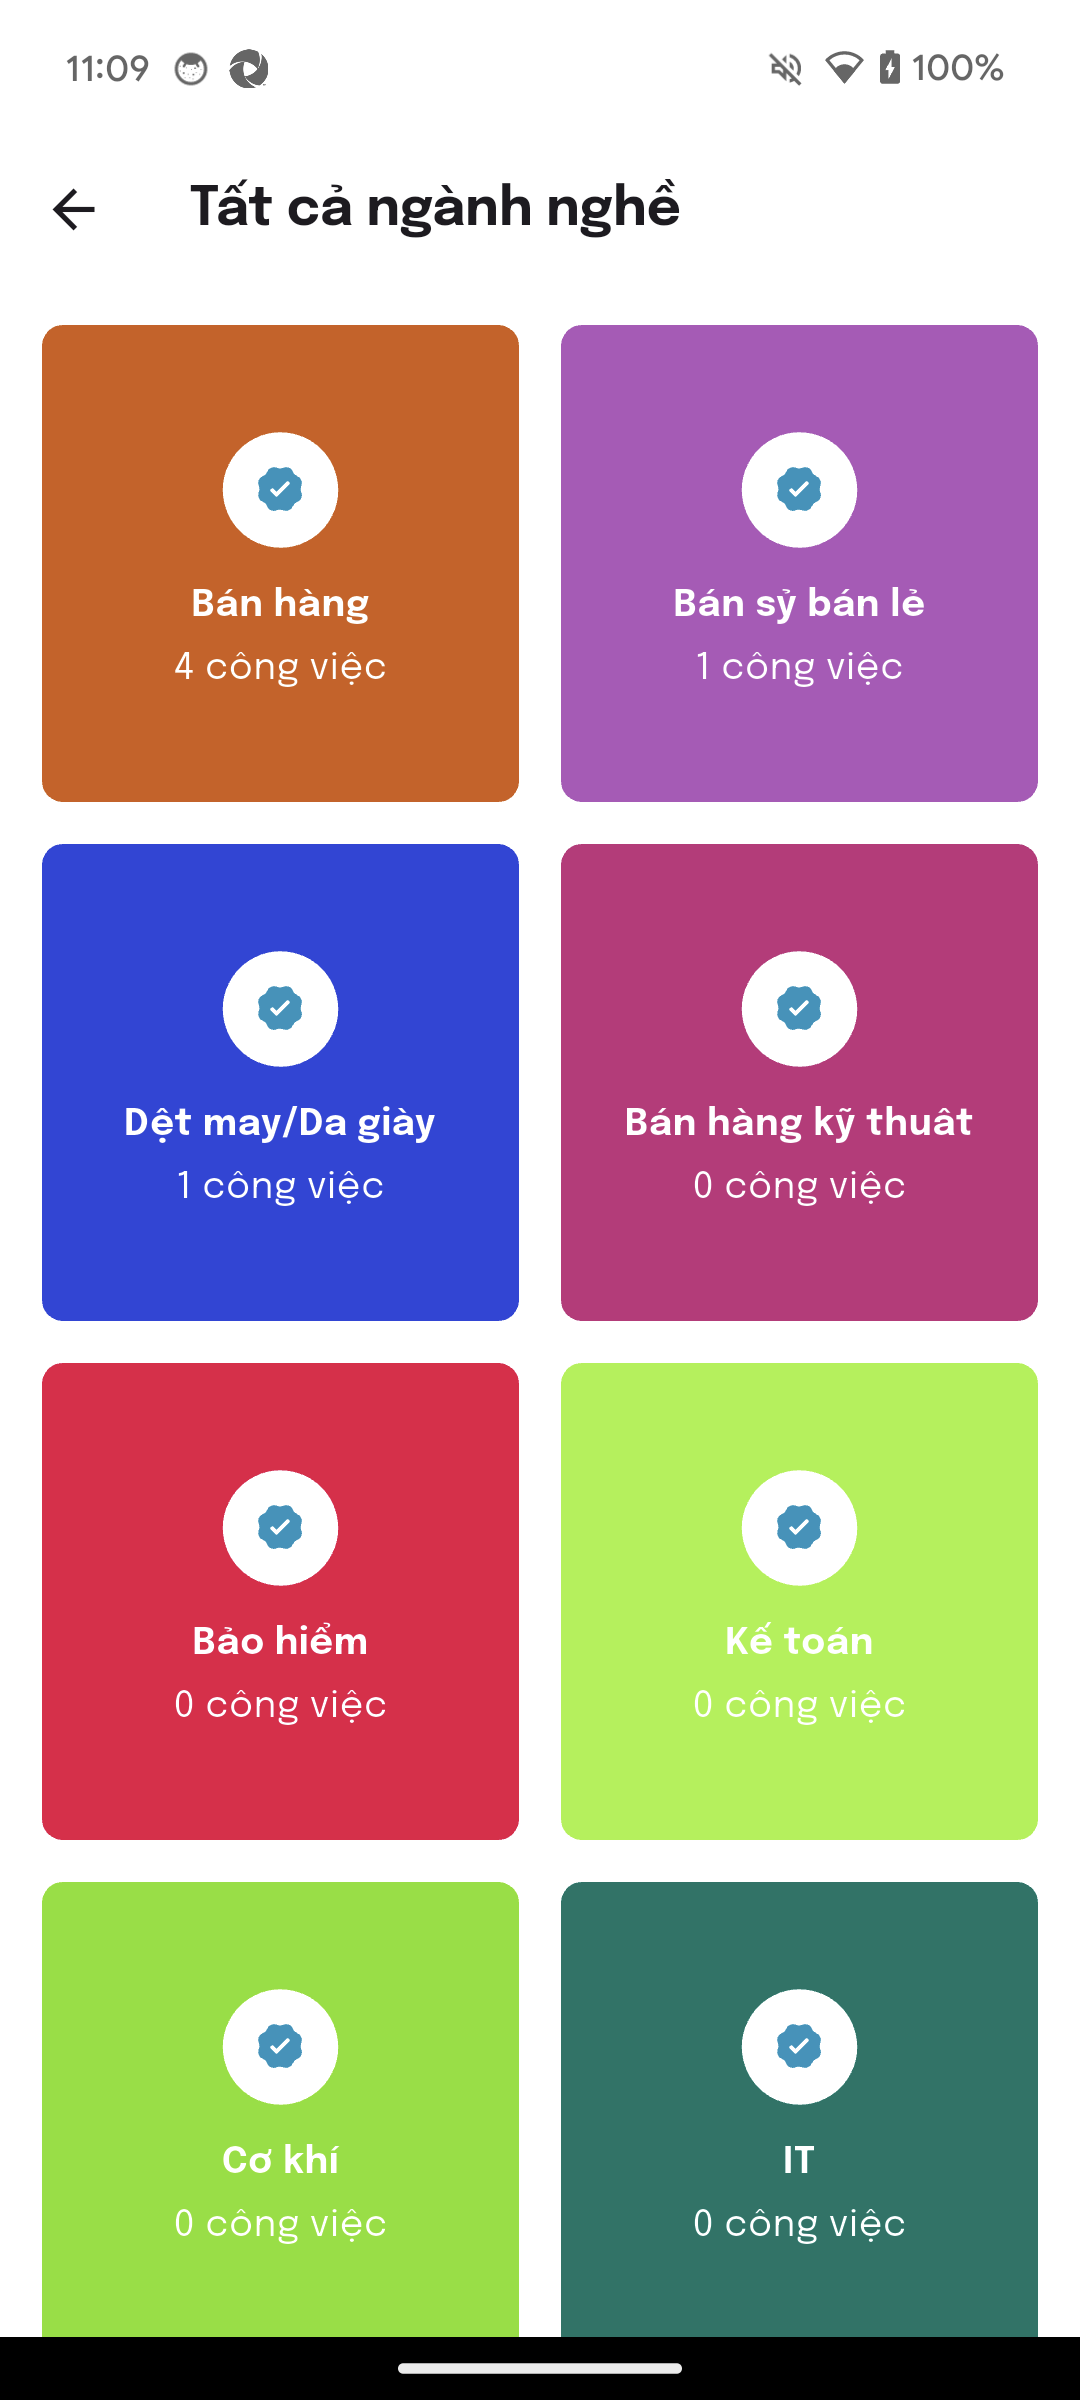 11:09
100%
Tất cả ngành nghề
Bán hàng
4 công việc
Bán sỷ bán lẻ
1 công việc
Dệt may/Da giày
1 công việc
Bán hàng kỹ thuât
0 công việc
Bảo hiểm
0 công việc
Kế toán
0 công việc
Cơ khí
0 công việc
IT
0 công việc